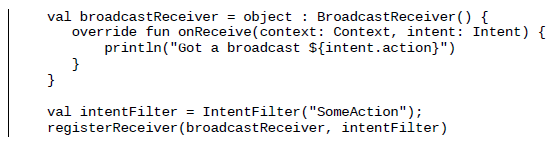 val broadcastReceiver = object : BroadcastReceiver() {
override fun onReceive(context: Context, intent: Intent) {
println("Got a broadcast ${intent.action}")
}
}
val intentFilter = IntentFilter("SomeAction");
registerReceiver(broadcastReceiver, intentFilter)